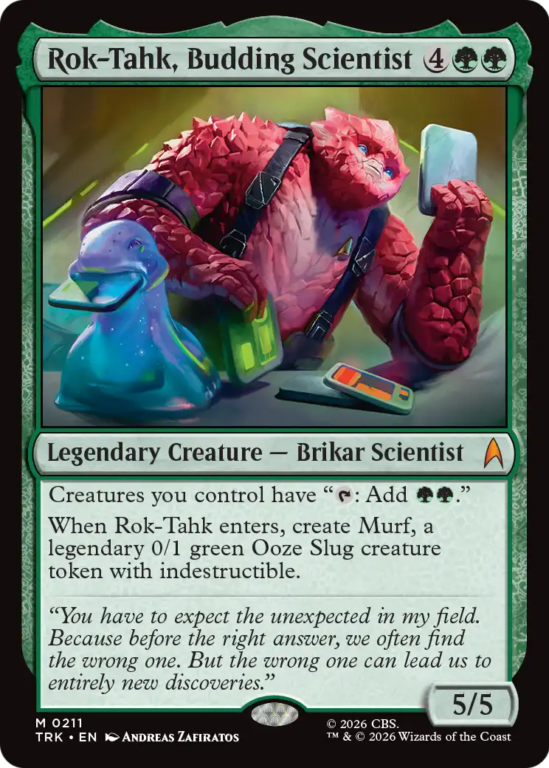 Rok-Tahk, Budding Scientist 4
Legendary Creature — Brikar Scientist
Creatures you control have “: Add .”
When Rok-Tahk enters, create Murf, a
legendary 0/1 green Ooze Slug creature
token with indestructible.
“You have to expect the unexpected in my field.
Because before the right answer, we often find
the wrong one. But the wrong one can lead us to
entirely new discoveries.”
5/5
M 0211
TRK • EN Andreas Zafiratos
© 2026 CBS.
™ & © 2026 Wizards of the Coast